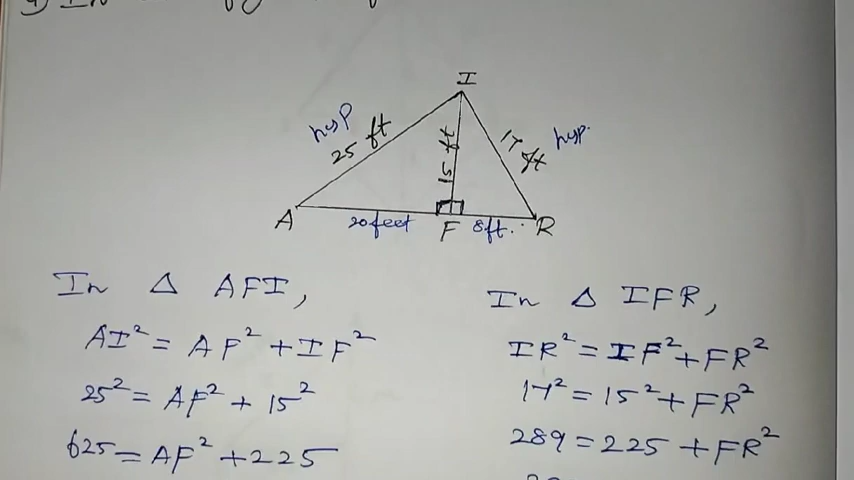 I
hyp
25 ft
15 ft
17 ft
hyp.
A
20 feet
F
8ft.
R
In △ AFI,
AI² = AF² + IF²
25² = AF² + 15²
625 = AF² + 225
In △ IFR,
IR² = IF² + FR²
17² = 15² + FR²
289 = 225 + FR²